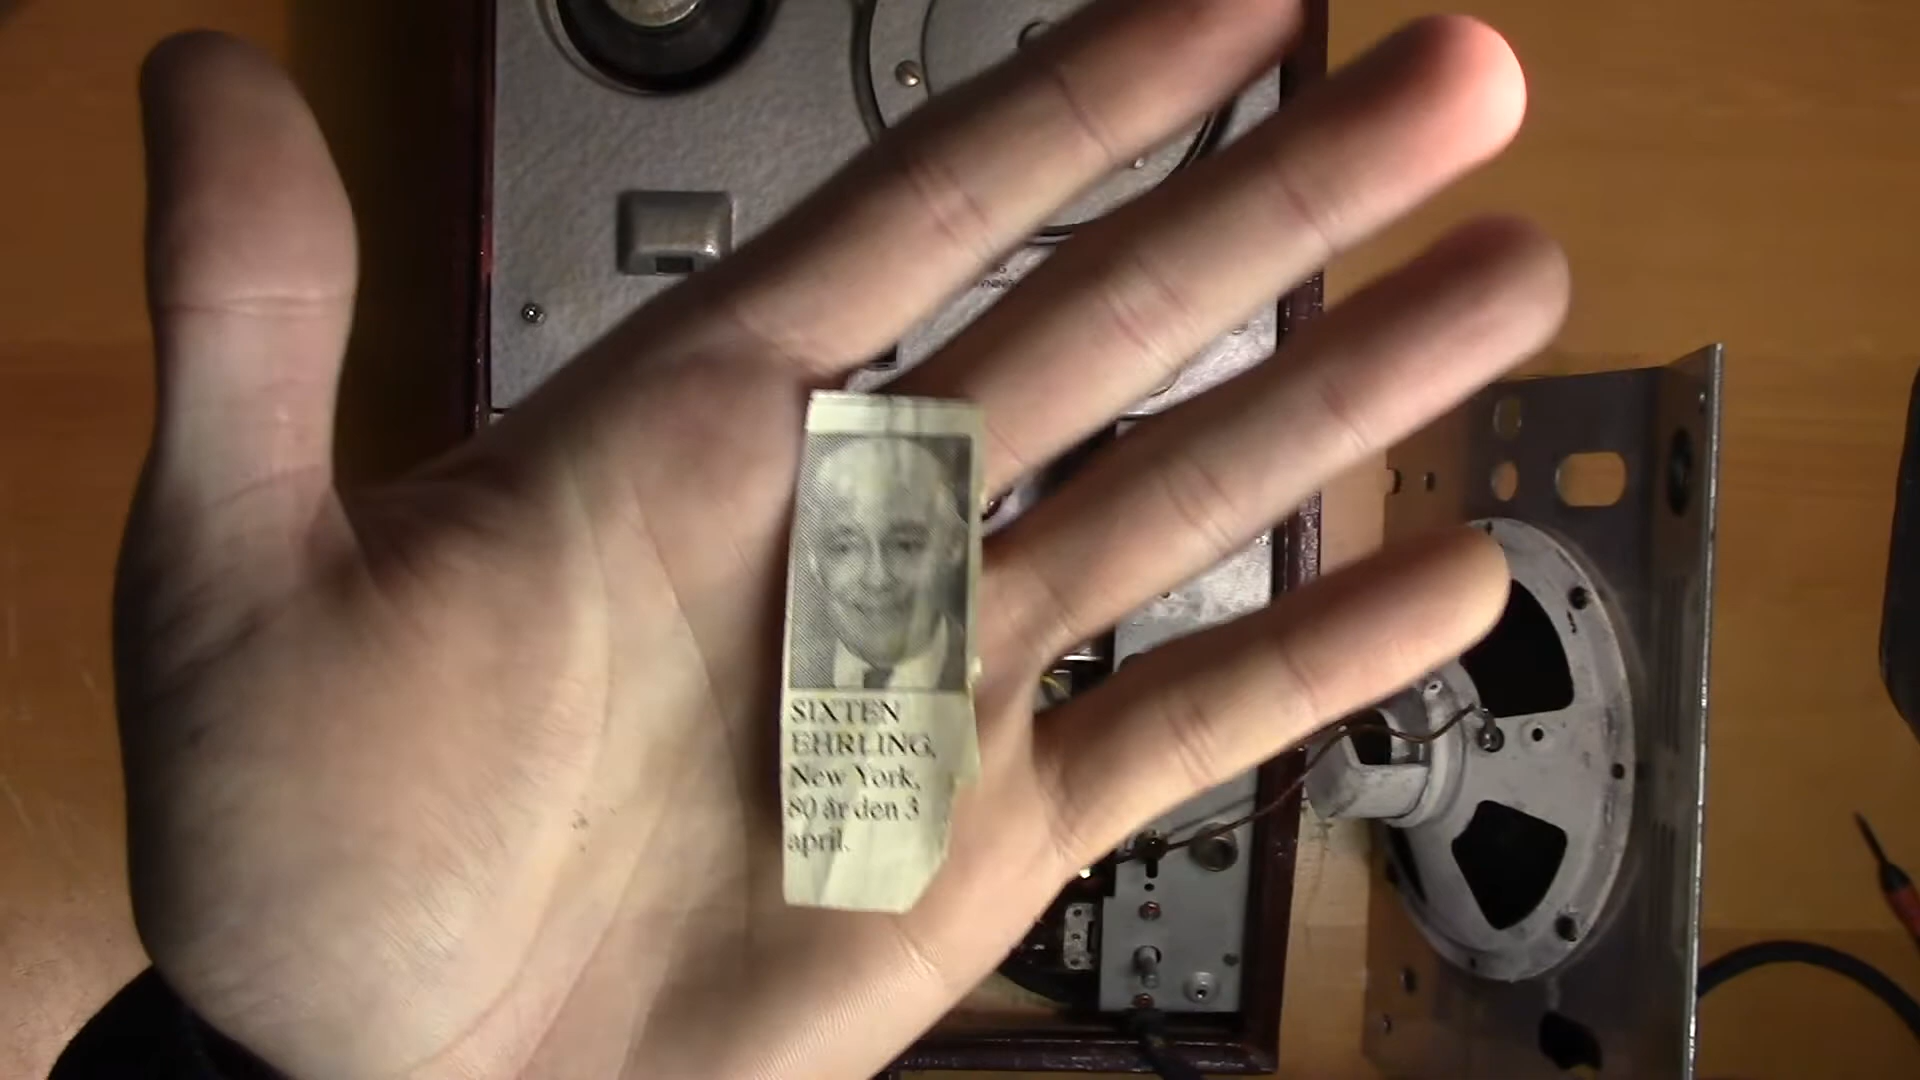 SIXTEN
EHRLING,
New York,
80 år den 3
april.